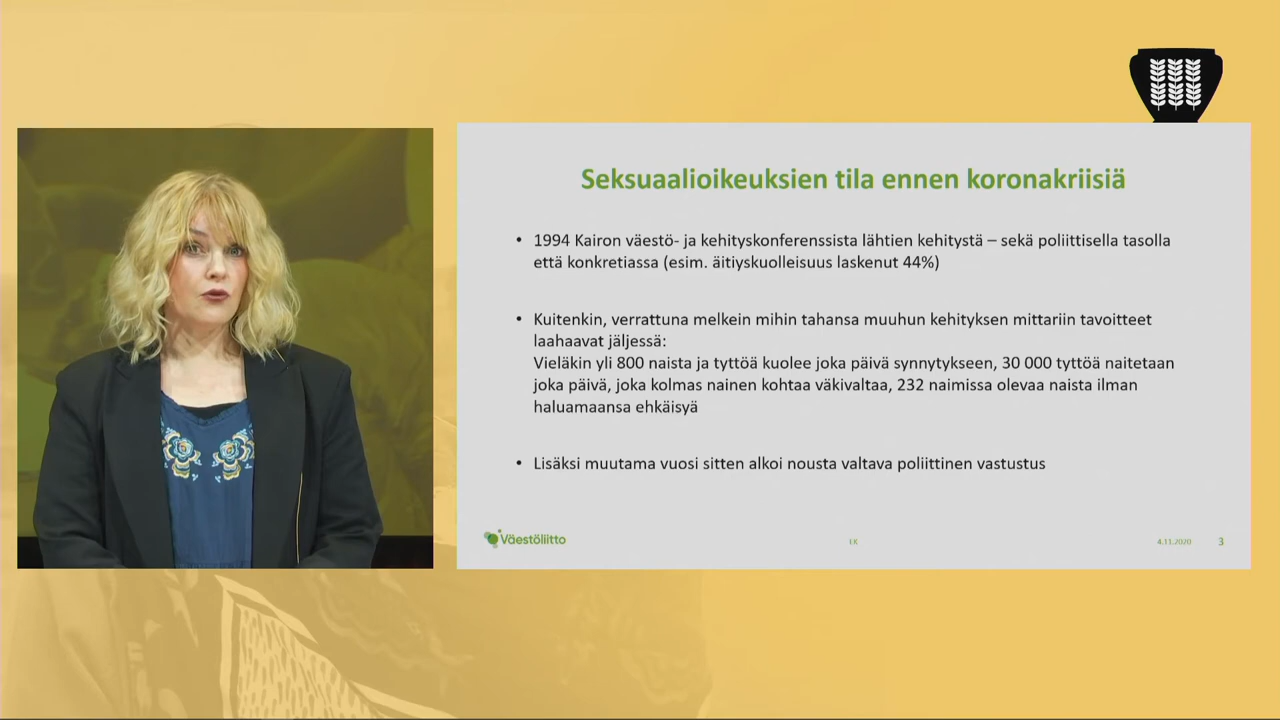 Seksuaalioikeuksien tila ennen koronakriisiä
• 1994 Kairon väestö- ja kehityskonferenssista lähtien kehitystä – sekä poliittisella tasolla
että konkretiassa (esim. äitiyskuolleisuus laskenut 44%)
• Kuitenkin, verrattuna melkein mihin tahansa muuhun kehityksen mittariin tavoitteet
laahaavat jäljessä:
Vieläkin yli 800 naista ja tyttöä kuolee joka päivä synnytykseen, 30 000 tyttöä naitetaan
joka päivä, joka kolmas nainen kohtaa väkivaltaa, 232 naimissa olevaa naista ilman
haluamaansa ehkäisyä
• Lisäksi muutama vuosi sitten alkoi nousta valtava poliittinen vastustus
Väestöliitto
4.11.2020
3